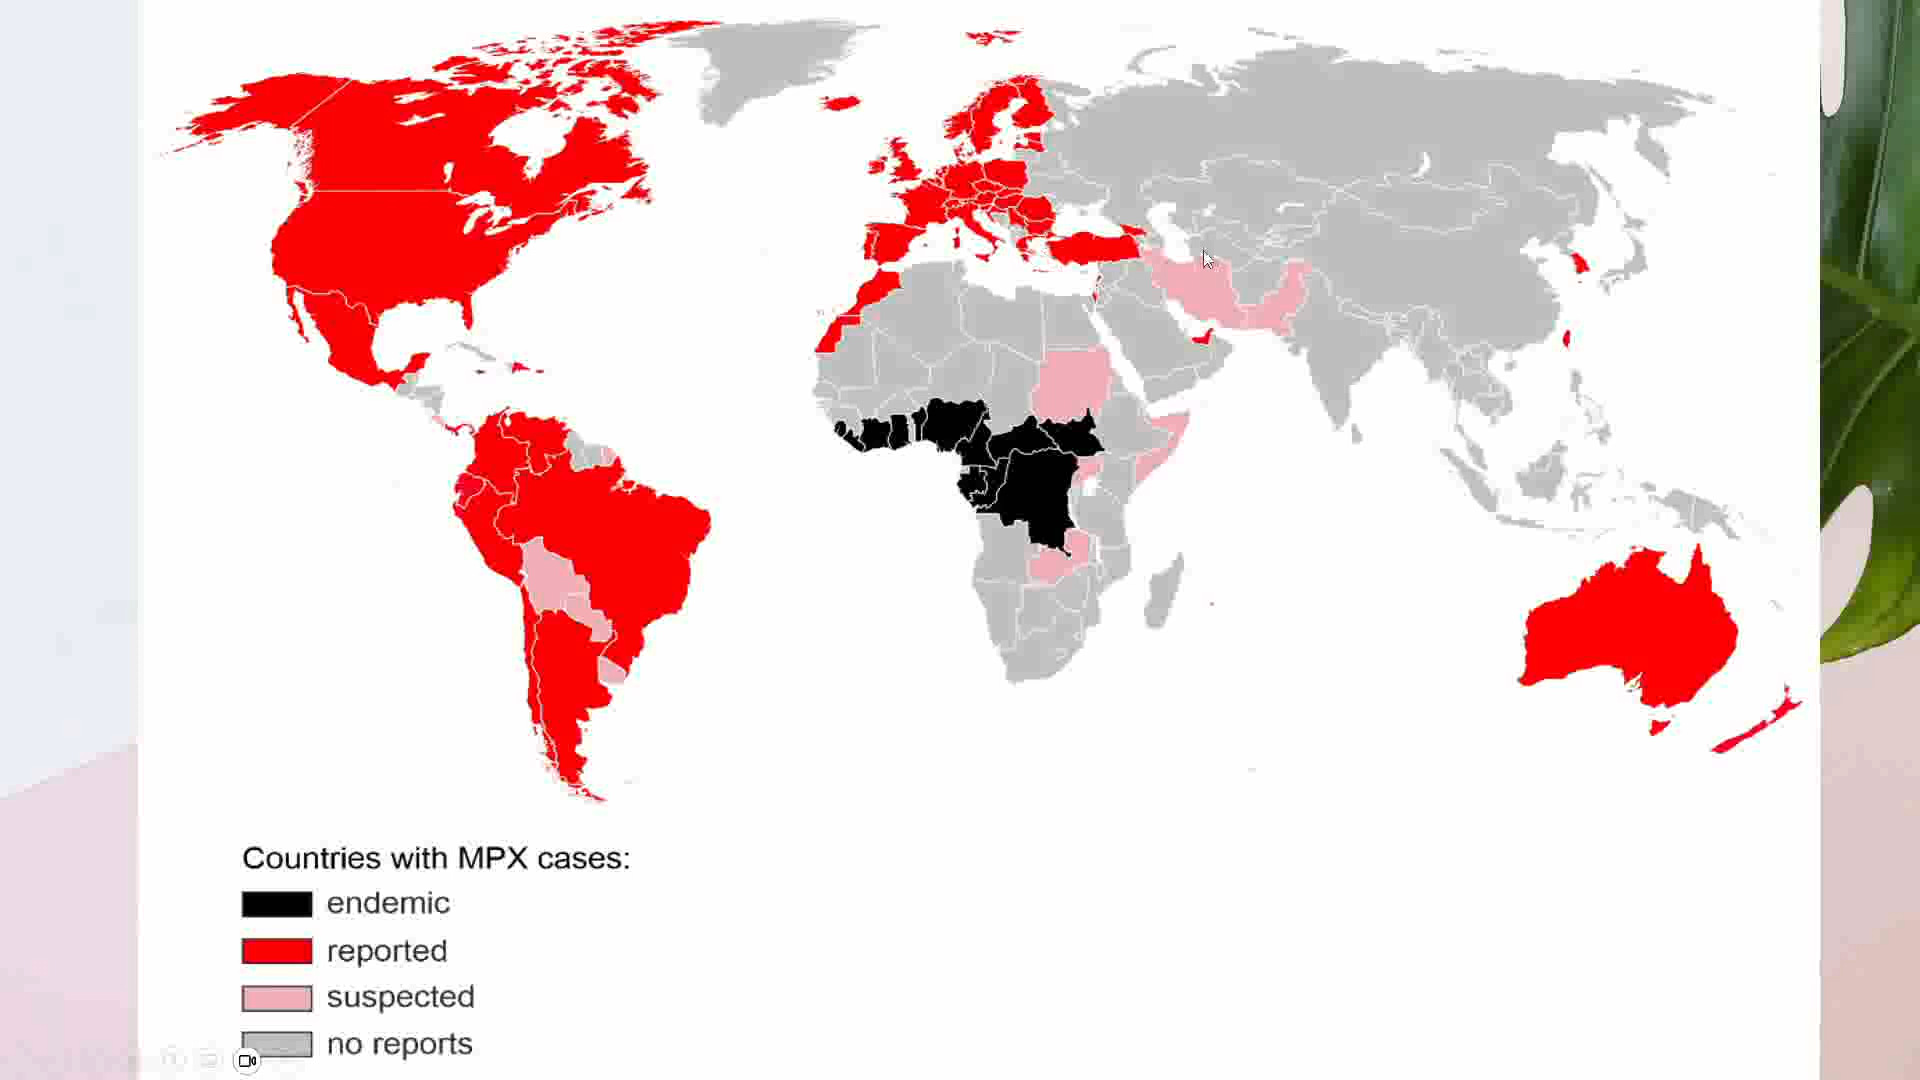 Countries with MPX cases:
endemic
reported
suspected
no reports